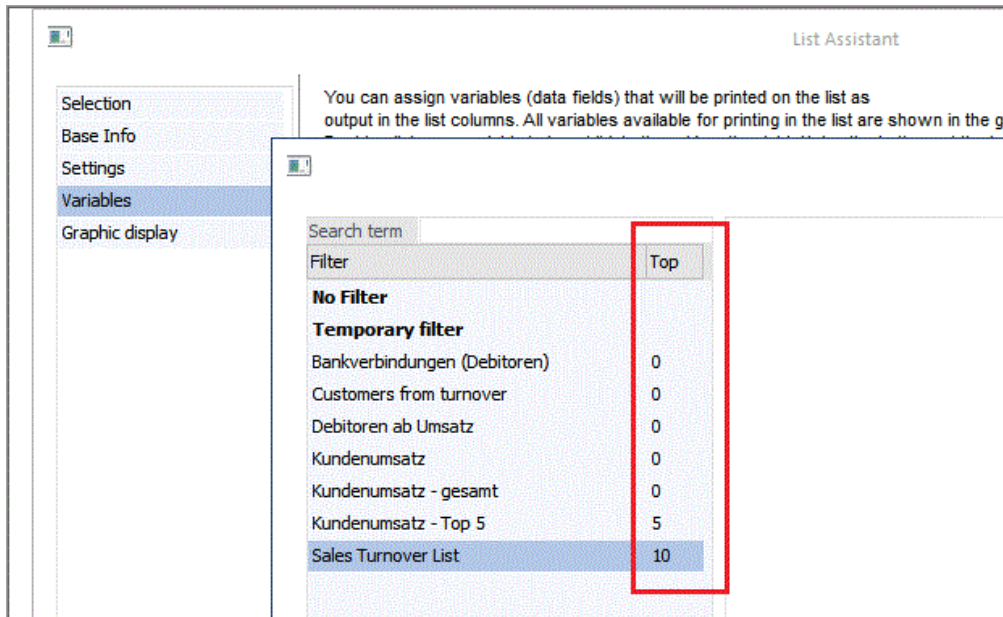 List Assistant
Selection
Base Info
Settings
Variables
Graphic display
You can assign variables (data fields) that will be printed on the list as
output in the list columns. All variables available for printing in the list are shown in the g
Search term
Filter Top
No Filter
Temporary filter
Bankverbindungen (Debitoren) 0
Customers from turnover 0
Debitoren ab Umsatz 0
Kundenumsatz 0
Kundenumsatz - gesamt 0
Kundenumsatz - Top 5 5
Sales Turnover List 10